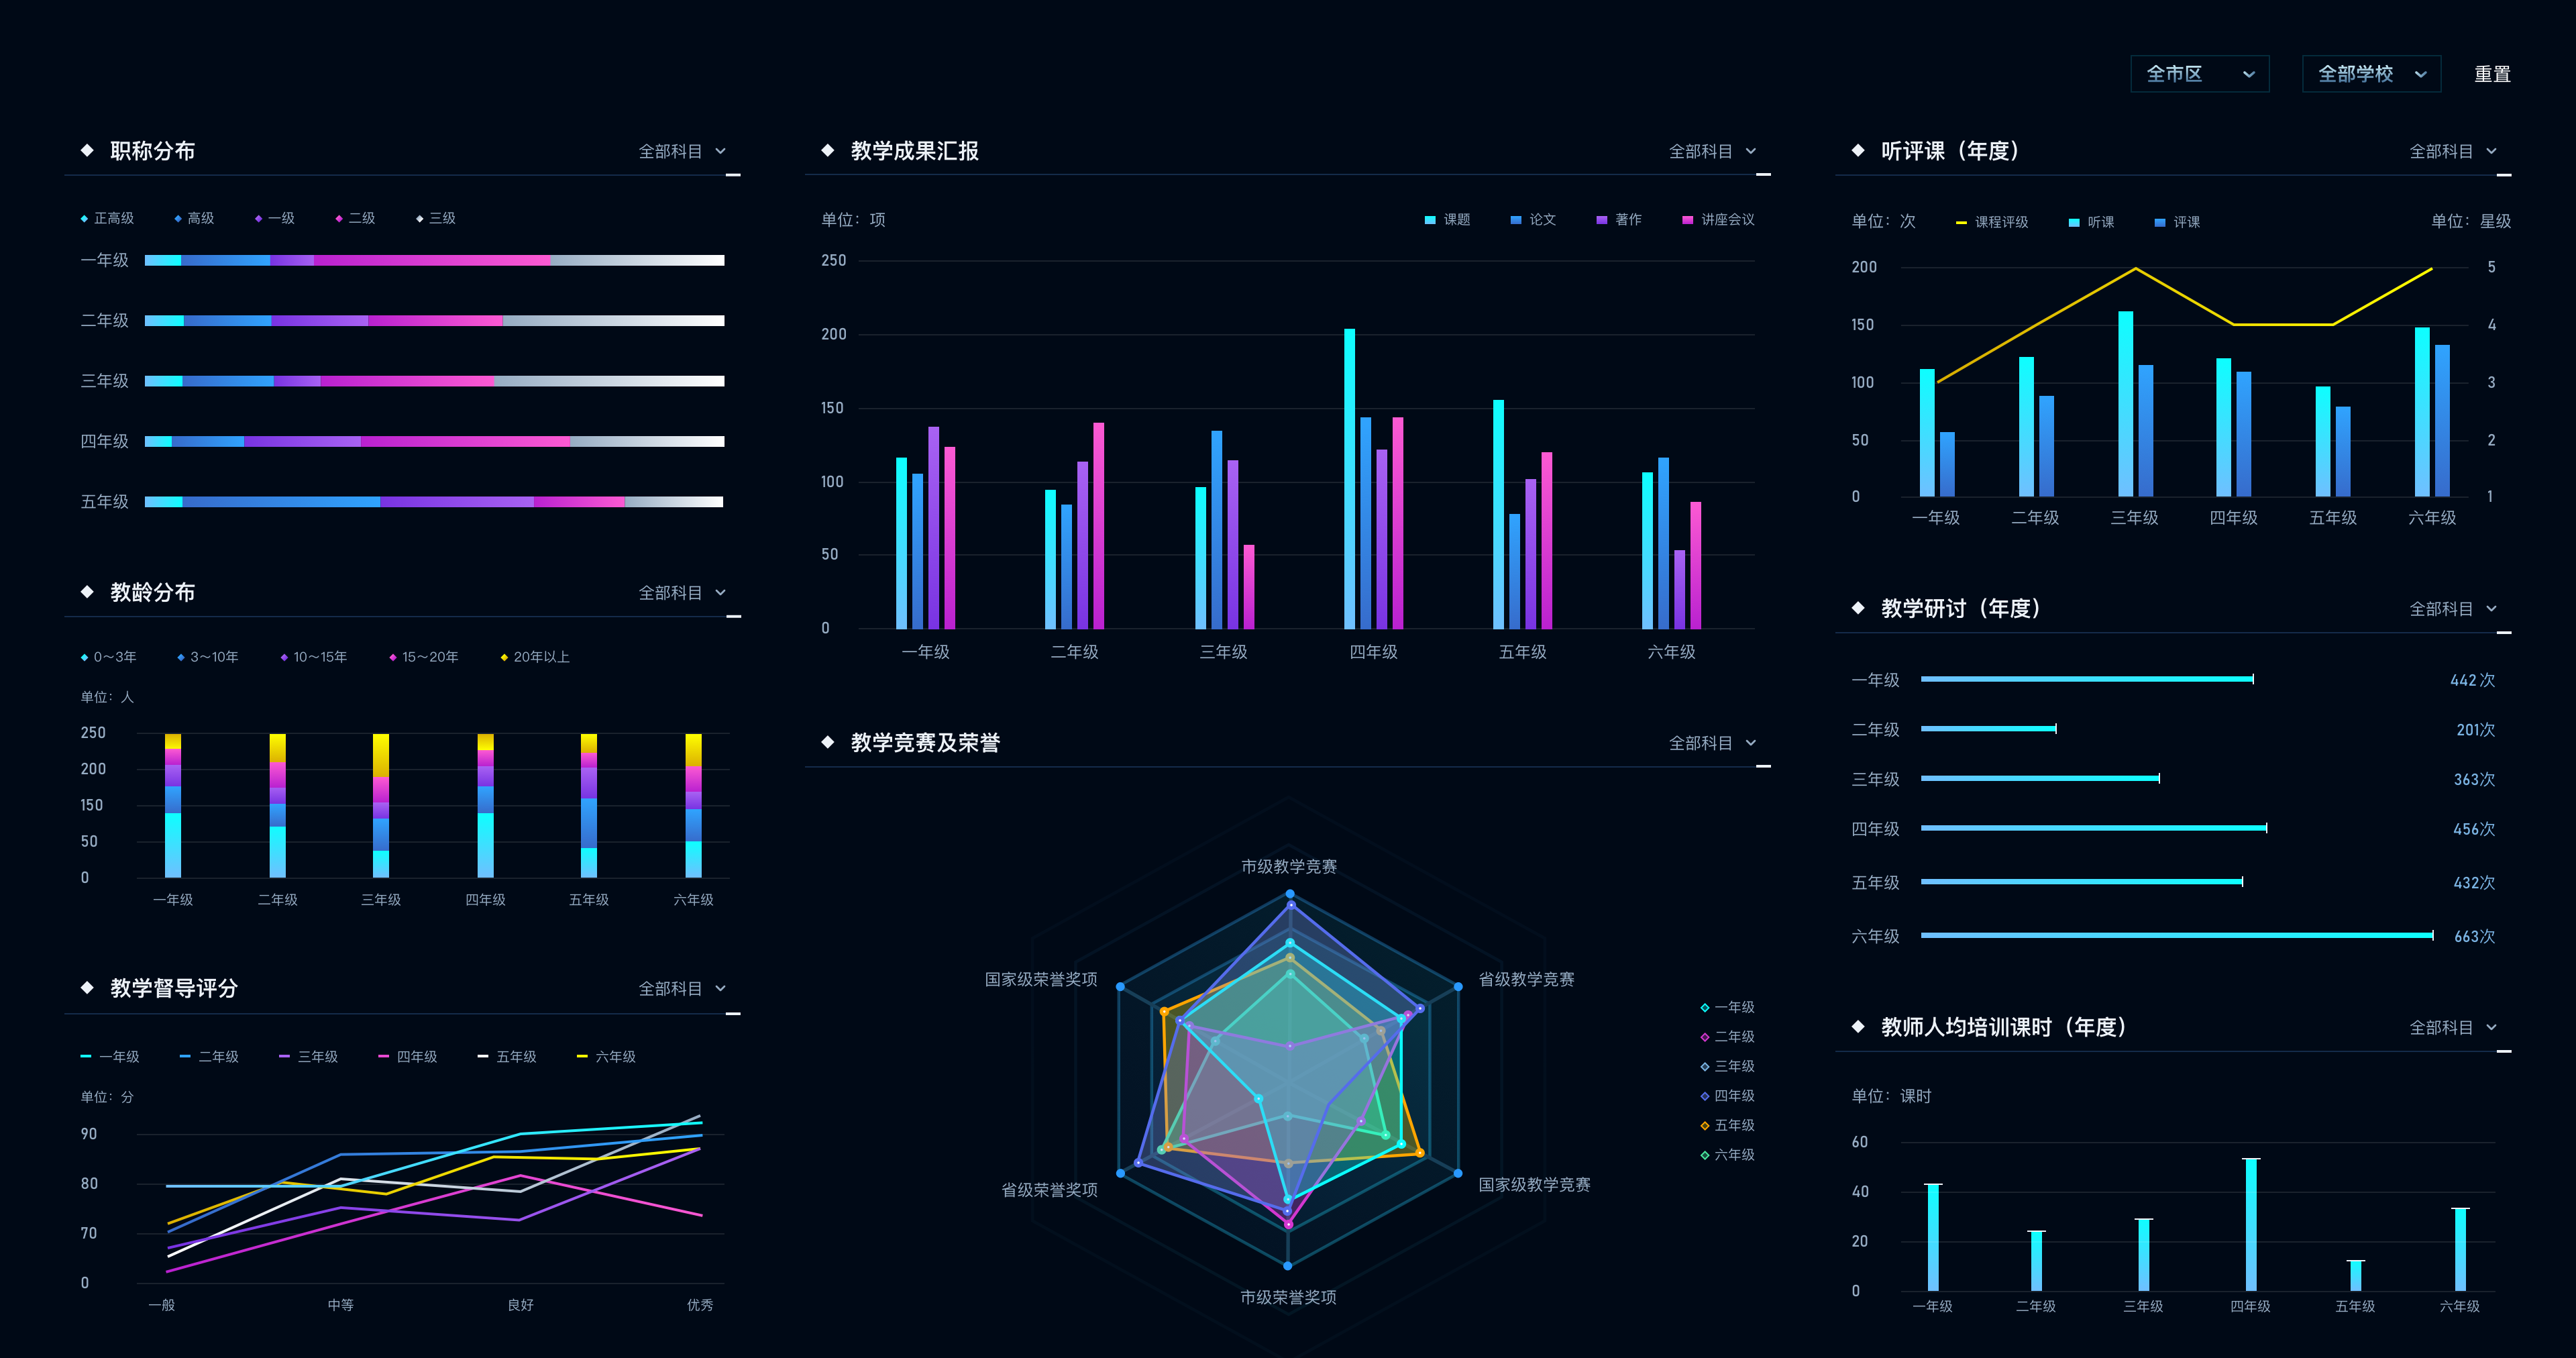 全市区 全部学校 重置
职称分布 全部科目
正高级 高级 一级 二级 三级
一年级
二年级
三年级
四年级
五年级
教龄分布 全部科目
0～3年 3～10年 10～15年 15～20年 20年以上
单位：人
250
200
150
50
0
一年级 二年级 三年级 四年级 五年级 六年级
教学督导评分 全部科目
一年级 二年级 三年级 四年级 五年级 六年级
单位：分
90
80
70
0
一般 中等 良好 优秀
教学成果汇报 全部科目
单位：项 课题 论文 著作 讲座会议
250
200
150
100
50
0
一年级 二年级 三年级 四年级 五年级 六年级
教学竞赛及荣誉 全部科目
市级教学竞赛
国家级荣誉奖项 省级教学竞赛
省级荣誉奖项 国家级教学竞赛
市级荣誉奖项
一年级
二年级
三年级
四年级
五年级
六年级
听评课（年度） 全部科目
单位：次 课程评级 听课 评课 单位：星级
200 5
150 4
100 3
50 2
0 1
一年级 二年级 三年级 四年级 五年级 六年级
教学研讨（年度） 全部科目
一年级 442次
二年级 201次
三年级 363次
四年级 456次
五年级 432次
六年级 663次
教师人均培训课时（年度） 全部科目
单位：课时
60
40
20
0
一年级 二年级 三年级 四年级 五年级 六年级